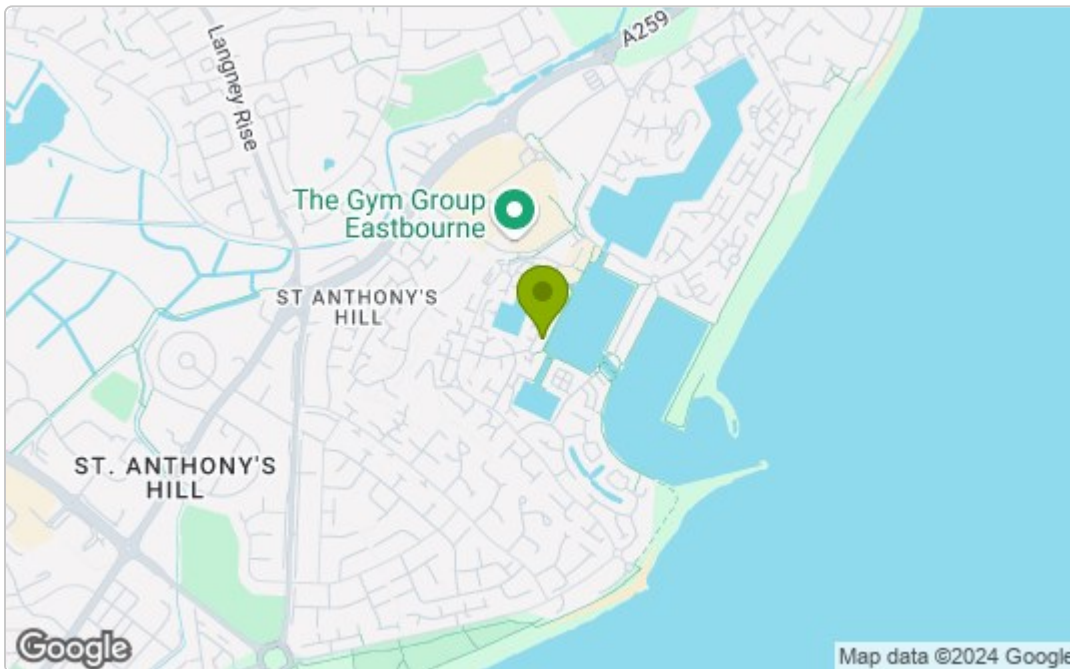 A259
Langney Rise
The Gym Group
Eastbourne
ST ANTHONY'S
HILL
ST. ANTHONY'S
HILL
Google
Map data ©2024 Google